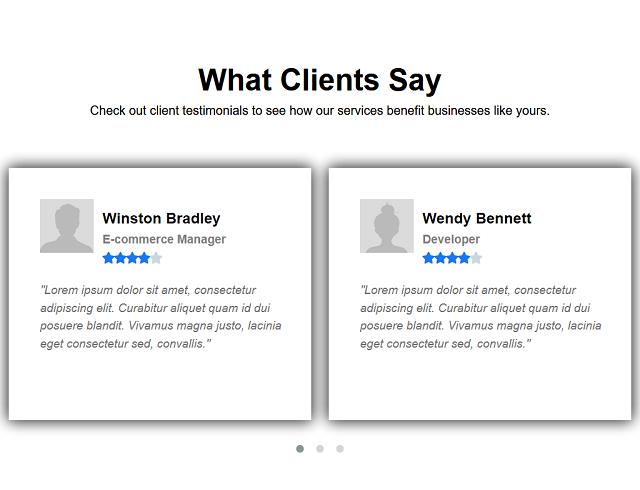 What Clients Say
Check out client testimonials to see how our services benefit businesses like yours.
Winston Bradley
E-commerce Manager
"Lorem ipsum dolor sit amet, consectetur
adipiscing elit. Curabitur aliquet quam id dui
posuere blandit. Vivamus magna justo, lacinia
eget consectetur sed, convallis."
Wendy Bennett
Developer
"Lorem ipsum dolor sit amet, consectetur
adipiscing elit. Curabitur aliquet quam id dui
posuere blandit. Vivamus magna justo, lacinia
eget consectetur sed, convallis."